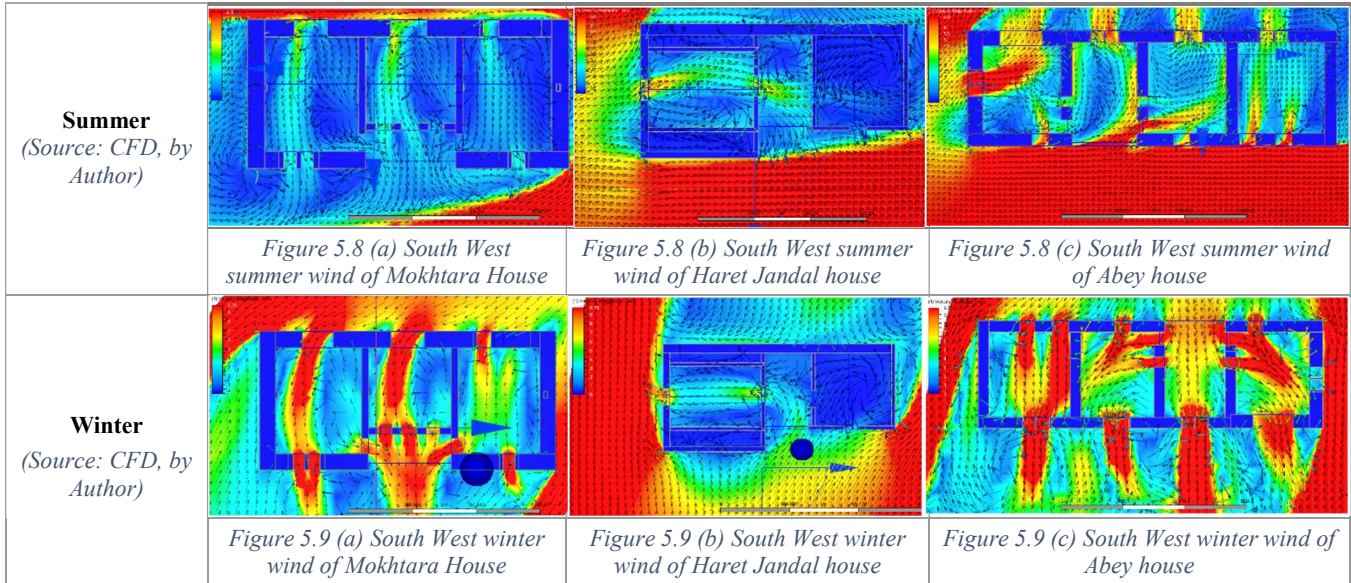 Summer
(Source: CFD, by
Author)
Figure 5.8 (a) South West
summer wind of Mokhtara House
Figure 5.8 (b) South West summer
wind of Haret Jandal house
Figure 5.8 (c) South West summer wind
of Abey house
Winter
(Source: CFD, by
Author)
Figure 5.9 (a) South West winter
wind of Mokhtara House
Figure 5.9 (b) South West winter
wind of Haret Jandal house
Figure 5.9 (c) South West winter wind of
Abey house